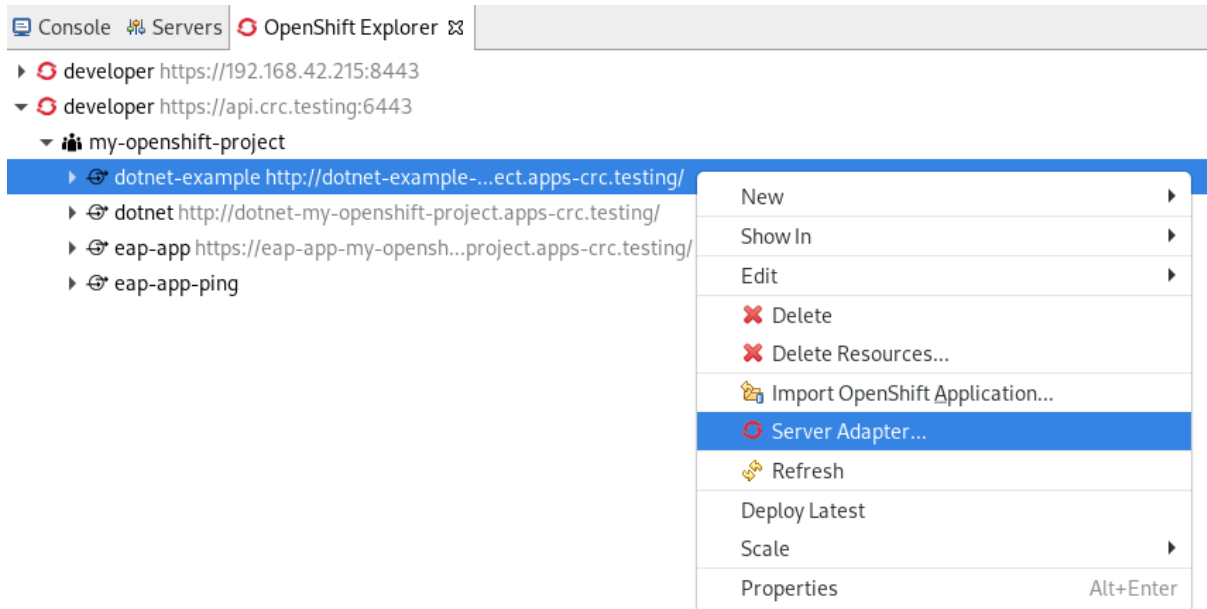 Console Servers OpenShift Explorer
developer https://192.168.42.215:8443
developer https://api.crc.testing:6443
my-openshift-project
dotnet-example http://dotnet-example-...ect.apps-crc.testing/
dotnet http://dotnet-my-openshift-project.apps-crc.testing/
eap-app https://eap-app-my-opensh...project.apps-crc.testing/
eap-app-ping
New
Show In
Edit
Delete
Delete Resources...
Import OpenShift Application...
Server Adapter...
Refresh
Deploy Latest
Scale
Properties Alt+Enter